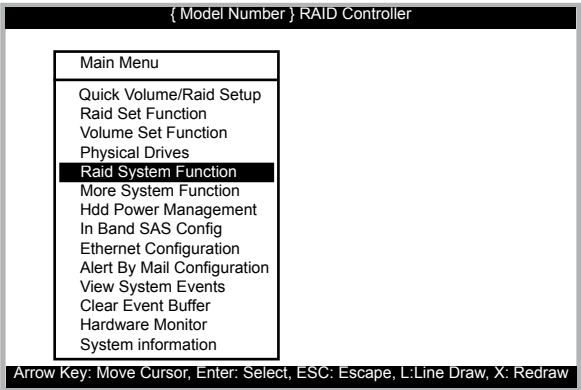 { Model Number } RAID Controller
Main Menu
Quick Volume/Raid Setup
Raid Set Function
Volume Set Function
Physical Drives
Raid System Function
More System Function
Hdd Power Management
In Band SAS Config
Ethernet Configuration
Alert By Mail Configuration
View System Events
Clear Event Buffer
Hardware Monitor
System information
Arrow Key: Move Cursor, Enter: Select, ESC: Escape, L:Line Draw, X: Redraw